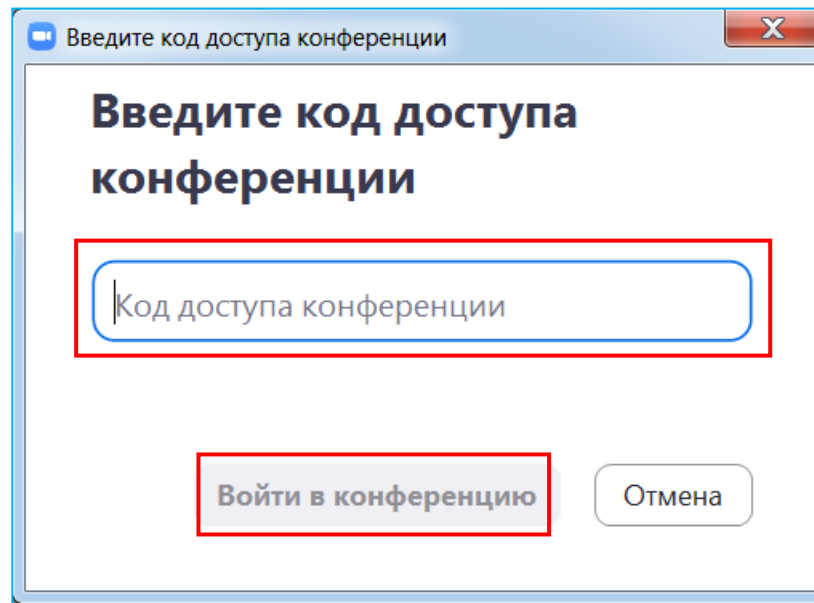 Введите код доступа конференции
Введите код доступа
конференции
Код доступа конференции
Войти в конференцию
Отмена